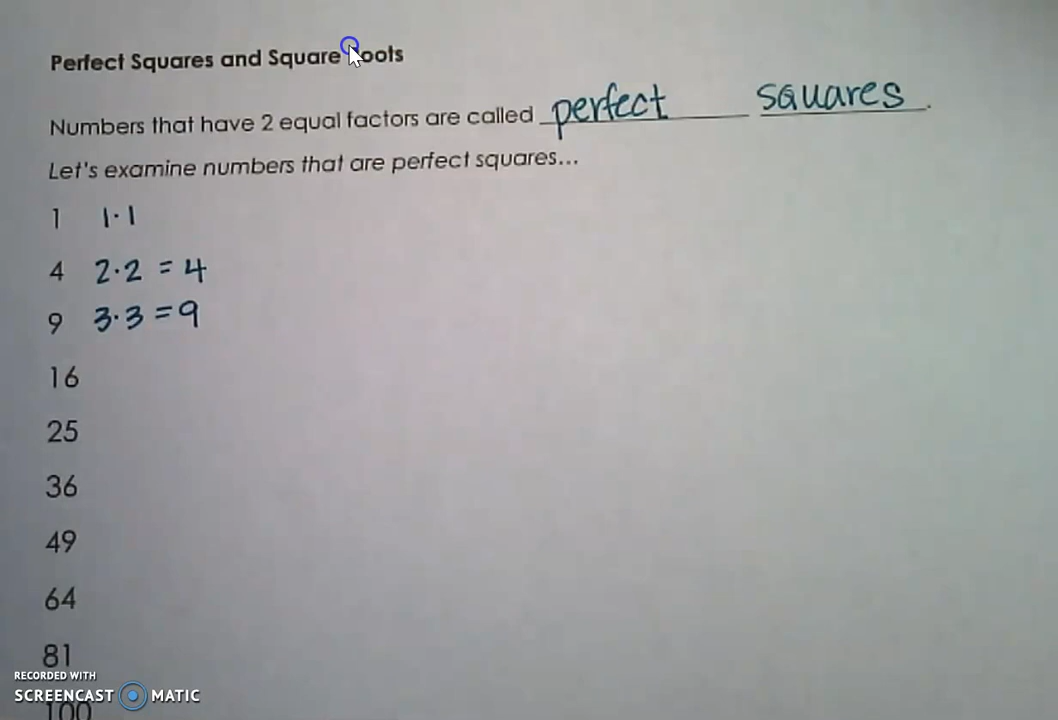 Perfect Squares and Square Roots
Numbers that have 2 equal factors are called perfect squares.
Let's examine numbers that are perfect squares...
1 1·1
4 2·2 = 4
9 3·3 = 9
16
25
36
49
64
81
RECORDED WITH
SCREENCAST MATIC
100